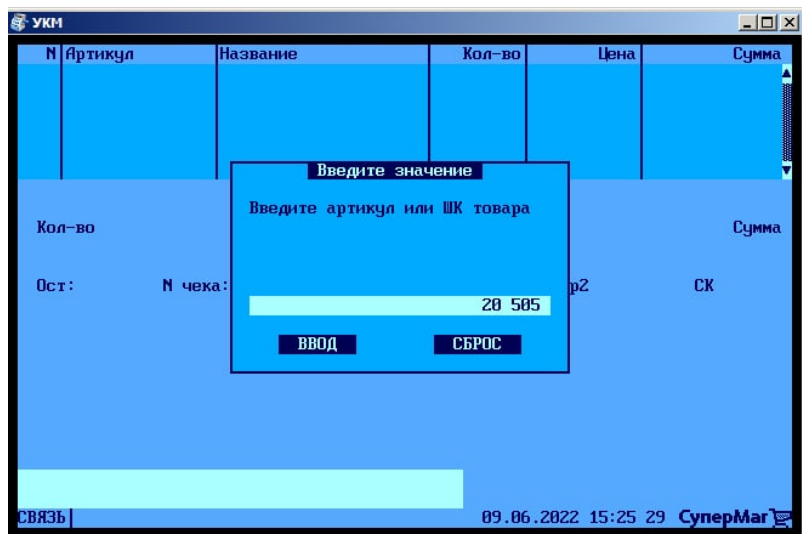 УКМ
N Артикул Название Кол-во Цена Сумма
Введите значение
Введите артикул или ШК товара
Кол-во Сумма
Ост: N чека: р2 СК
20 505
ВВОД СБРОС
СВЯЗЬ 09.06.2022 15:25 29 СуперМаг